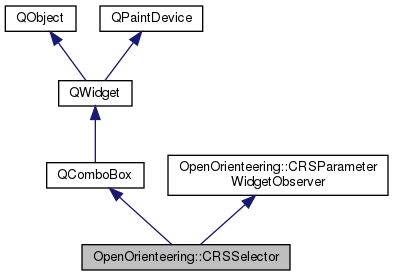 QObject
QPaintDevice
QWidget
QComboBox
OpenOrienteering::CRSParameter
WidgetObserver
OpenOrienteering::CRSSelector